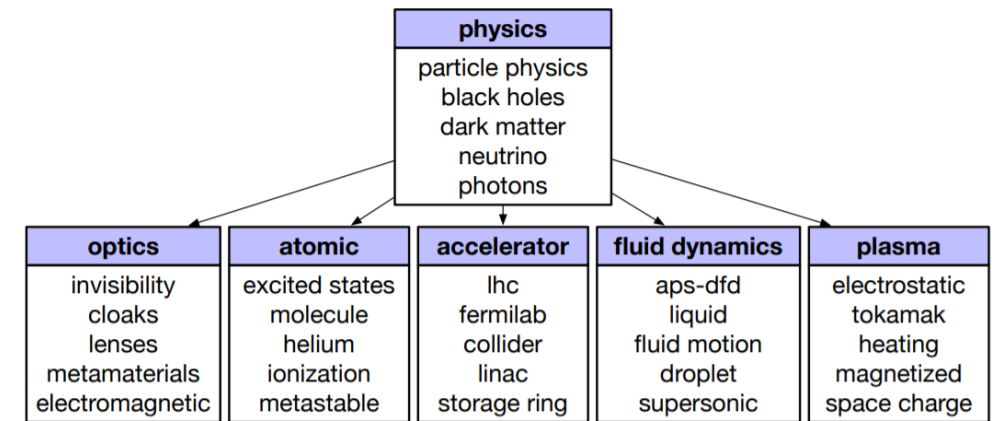 physics
particle physics
black holes
dark matter
neutrino
photons
optics
invisibility
cloaks
lenses
metamaterials
electromagnetic
atomic
excited states
molecule
helium
ionization
metastable
accelerator
lhc
fermilab
collider
linac
storage ring
fluid dynamics
aps-dfd
liquid
fluid motion
droplet
supersonic
plasma
electrostatic
tokamak
heating
magnetized
space charge